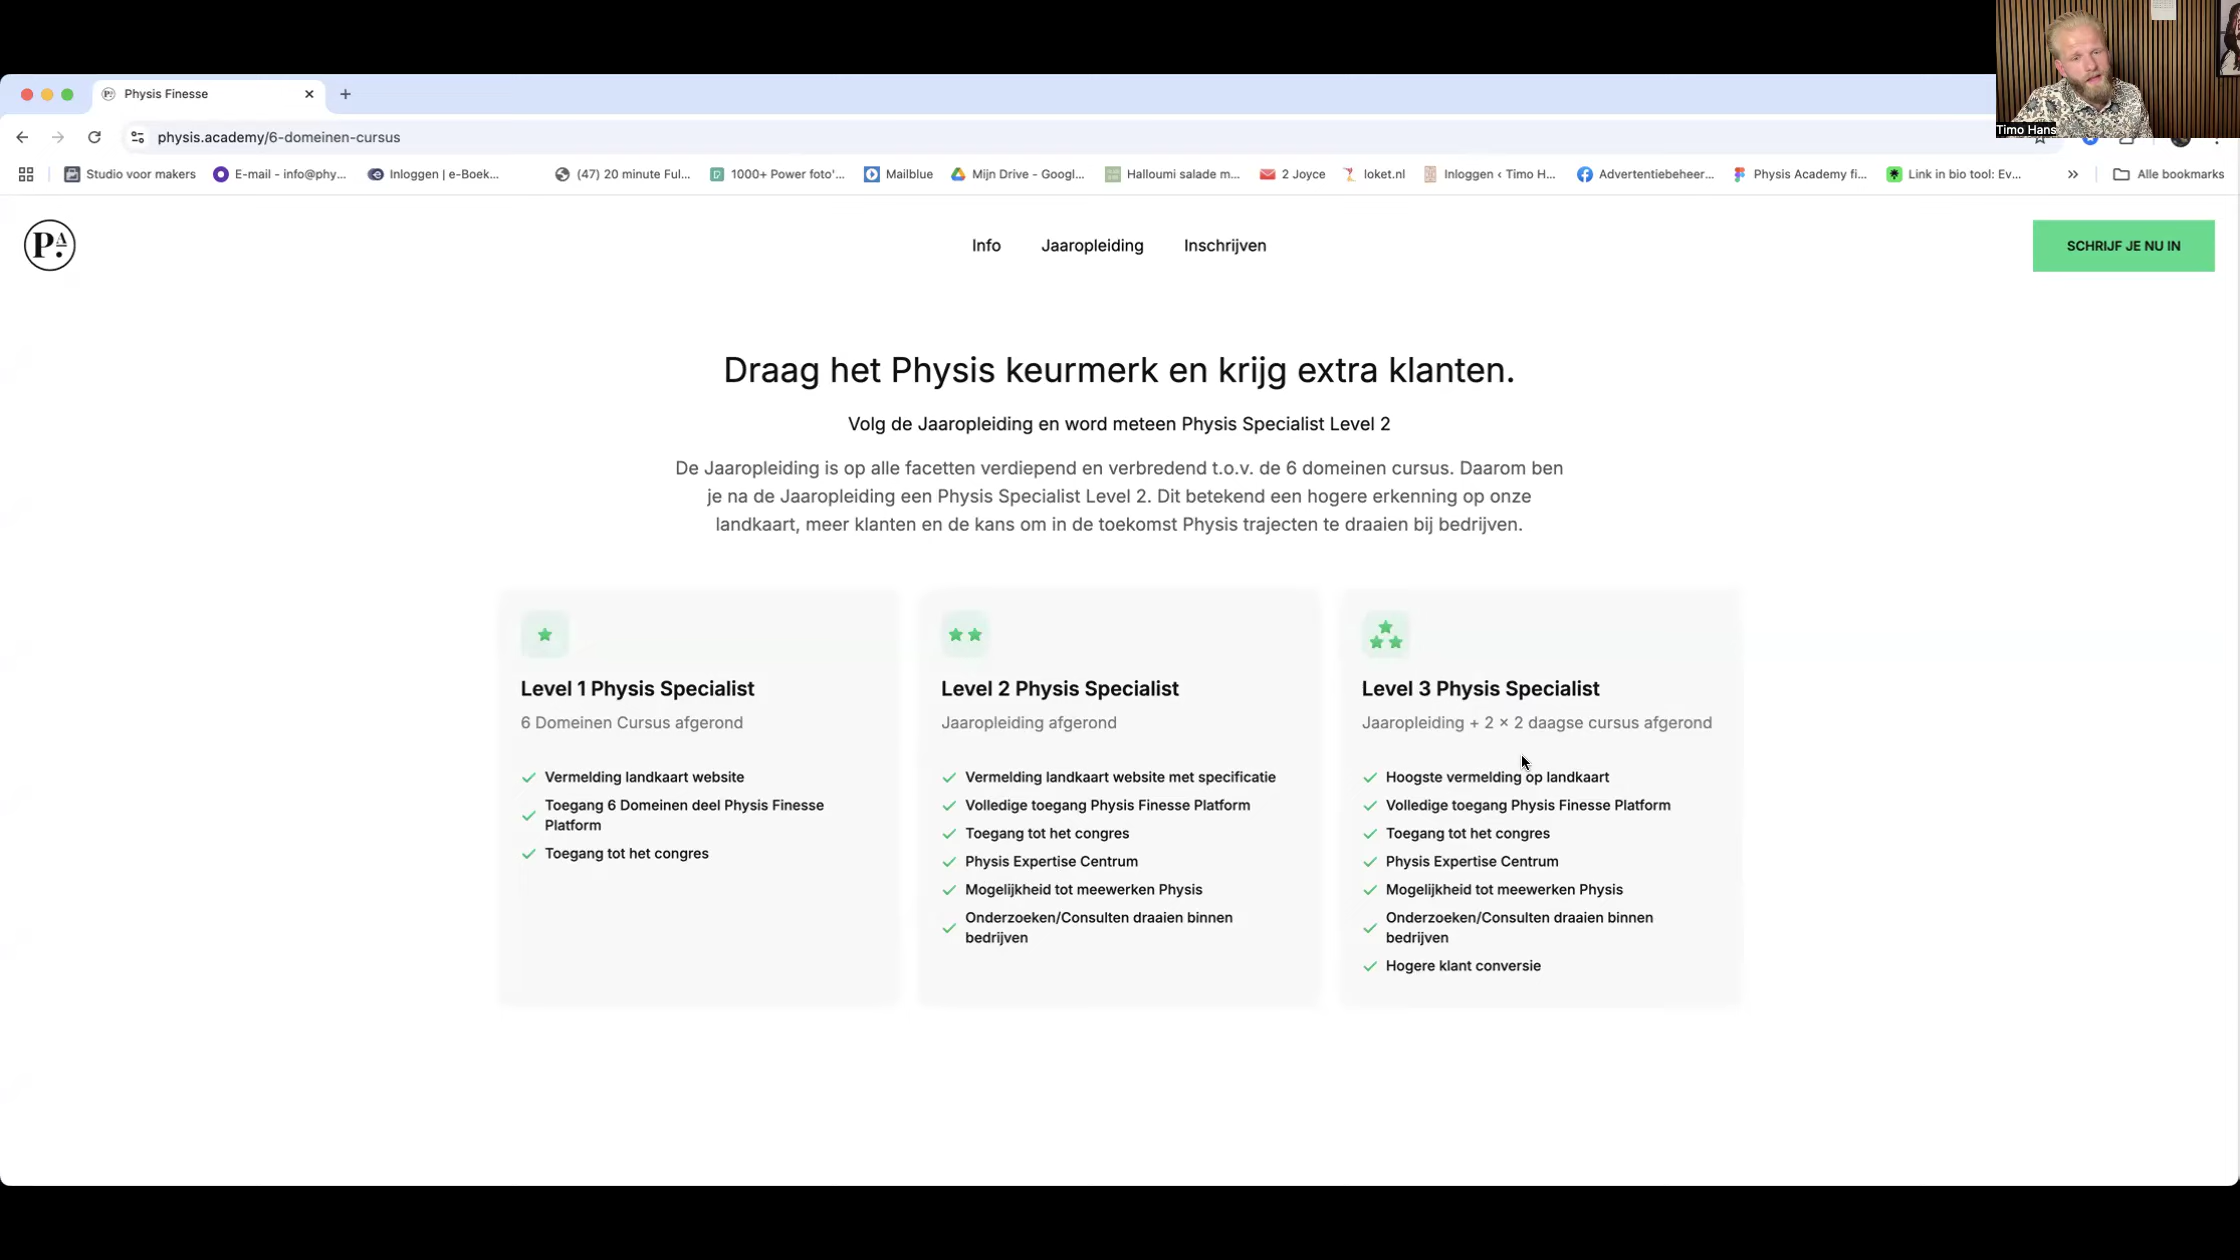 Timo Hans
Physis Finesse
physis.academy/6-domeinen-cursus
Studio voor makers
E-mail - info@phy...
Inloggen | e-Boek...
(47) 20 minute Ful...
1000+ Power foto'...
Mailblue
Mijn Drive - Googl...
Halloumi salade m...
2 Joyce
loket.nl
Inloggen ‹ Timo H...
Advertentiebeheer...
Physis Academy fi...
Link in bio tool: Ev...
Alle bookmarks
Info
Jaaropleiding
Inschrijven
SCHRIJF JE NU IN
Draag het Physis keurmerk en krijg extra klanten.
Volg de Jaaropleiding en word meteen Physis Specialist Level 2
De Jaaropleiding is op alle facetten verdiepend en verbredend t.o.v. de 6 domeinen cursus. Daarom ben
je na de Jaaropleiding een Physis Specialist Level 2. Dit betekend een hogere erkenning op onze
landkaart, meer klanten en de kans om in de toekomst Physis trajecten te draaien bij bedrijven.
Level 1 Physis Specialist
6 Domeinen Cursus afgerond
Vermelding landkaart website
Toegang 6 Domeinen deel Physis Finesse
Platform
Toegang tot het congres
Level 2 Physis Specialist
Jaaropleiding afgerond
Vermelding landkaart website met specificatie
Volledige toegang Physis Finesse Platform
Toegang tot het congres
Physis Expertise Centrum
Mogelijkheid tot meewerken Physis
Onderzoeken/Consulten draaien binnen
bedrijven
Level 3 Physis Specialist
Jaaropleiding + 2 × 2 daagse cursus afgerond
Hoogste vermelding op landkaart
Volledige toegang Physis Finesse Platform
Toegang tot het congres
Physis Expertise Centrum
Mogelijkheid tot meewerken Physis
Onderzoeken/Consulten draaien binnen
bedrijven
Hogere klant conversie